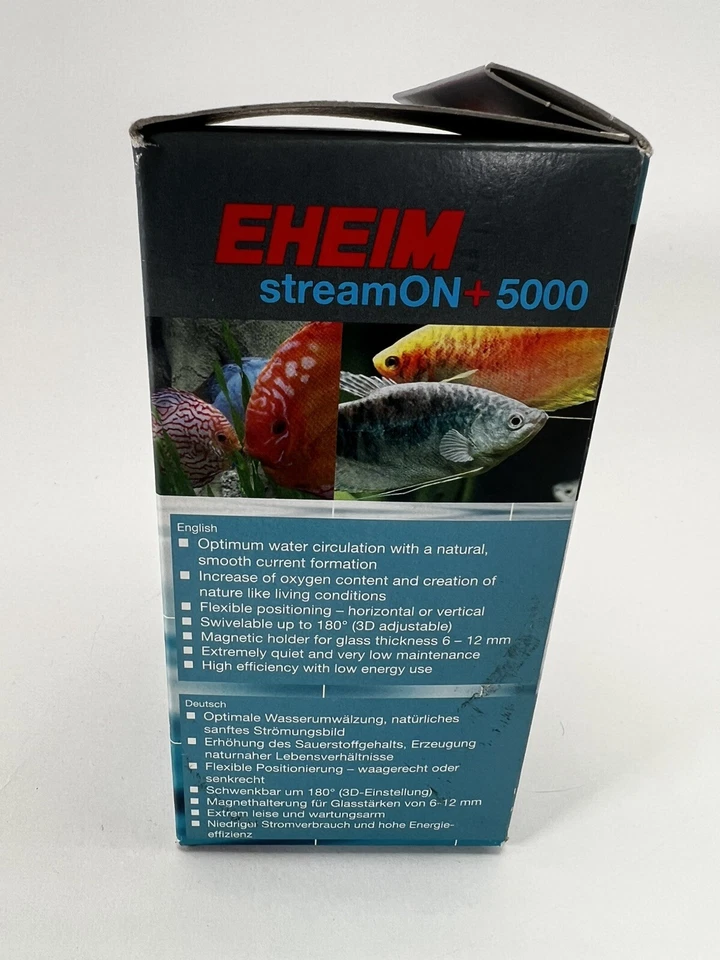 EHEIM
streamON+ 5000
English
Optimum water circulation with a natural,
smooth current formation
Increase of oxygen content and creation of
nature like living conditions
Flexible positioning – horizontal or vertical
Swivelable up to 180° (3D adjustable)
Magnetic holder for glass thickness 6 – 12 mm
Extremely quiet and very low maintenance
High efficiency with low energy use
Deutsch
Optimale Wasserumwälzung, natürliches
sanftes Strömungsbild
Erhöhung des Sauerstoffgehalts, Erzeugung
naturnaher Lebensverhältnisse
Flexible Positionierung – waagerecht oder
senkrecht
Schwenkbar um 180° (3D-Einstellung)
Magnethalterung für Glasstärken von 6-12 mm
Extrem leise und wartungsarm
Niedriger Stromverbrauch und hohe Energie-
effizienz